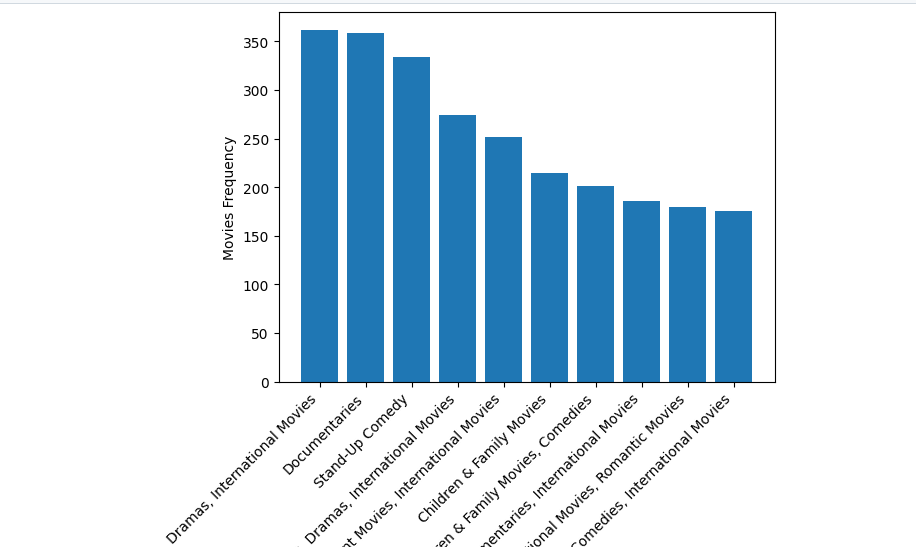 Movies Frequency
350
300
250
200
150
100
50
0
Dramas, International Movies
Documentaries
Stand-Up Comedy
Dramas, International Movies
Movies, International Movies
Children & Family Movies
& Family Movies, Comedies
International Movies
Movies, Romantic Movies
Comedies, International Movies